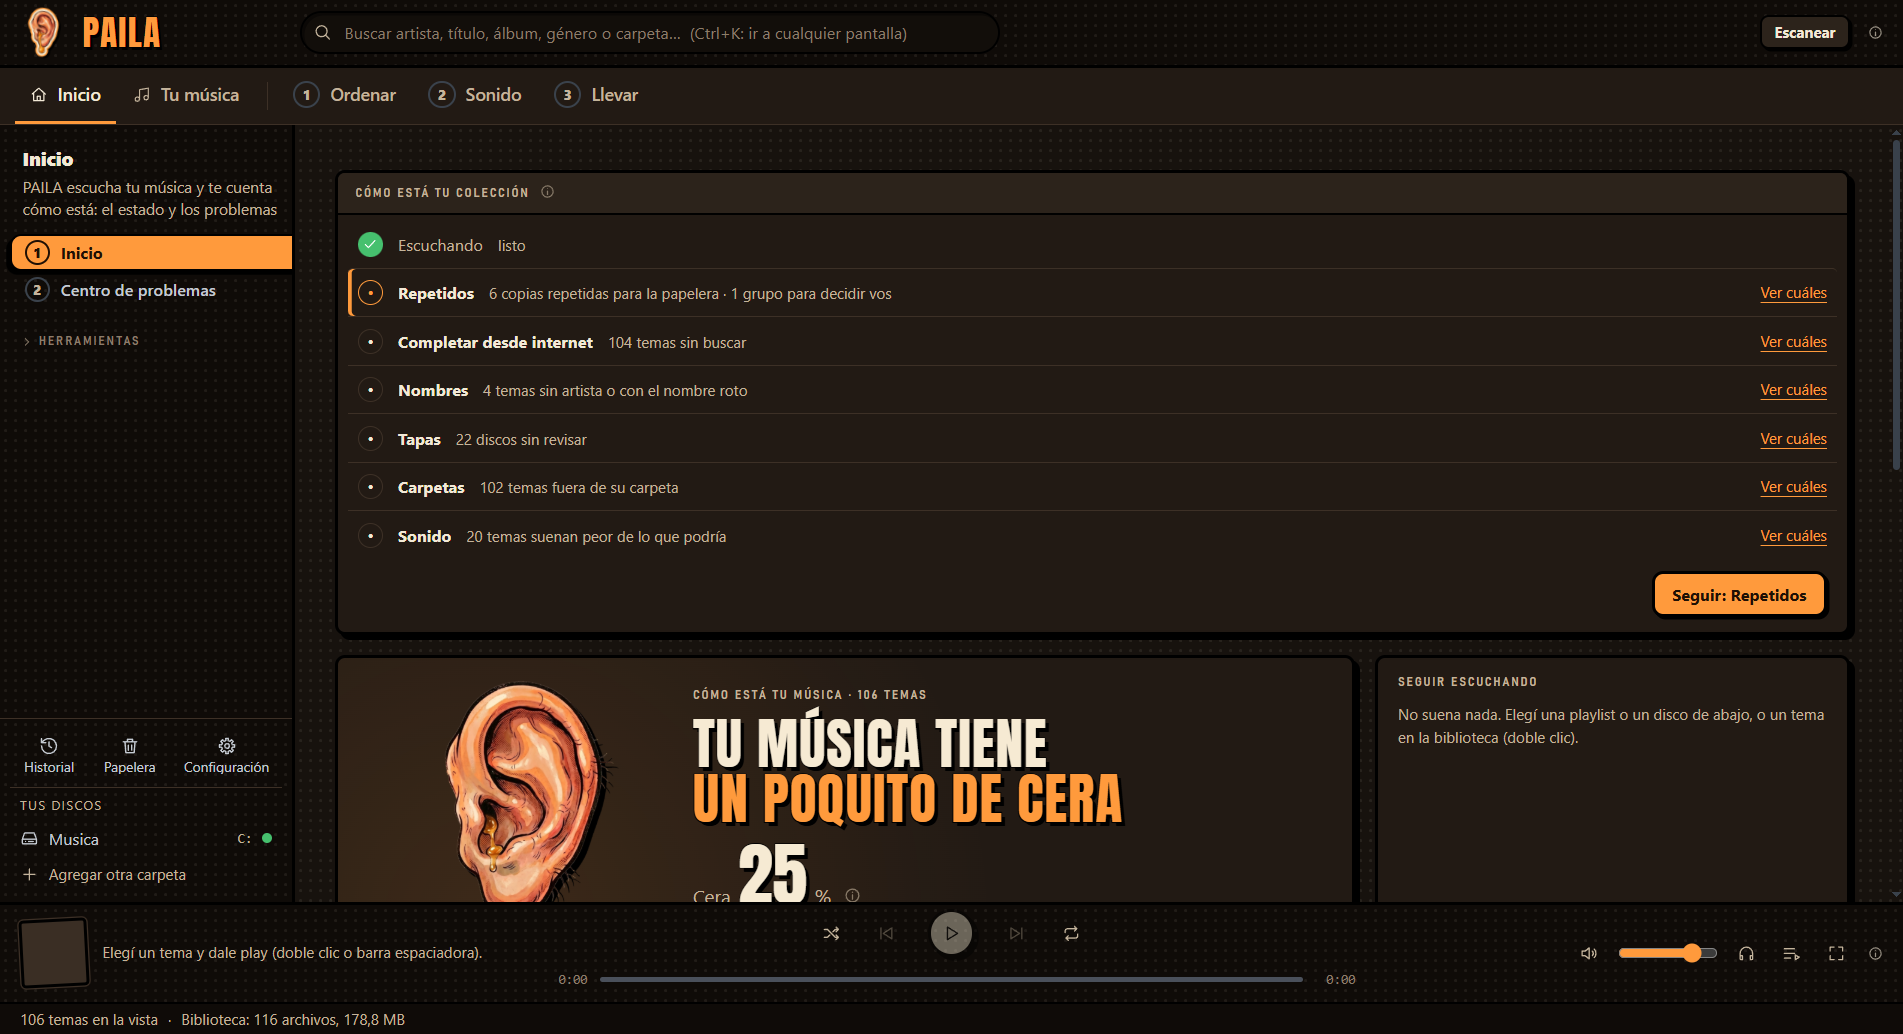 PAILA
Buscar artista, título, álbum, género o carpeta... (Ctrl+K: ir a cualquier pantalla)
Escanear
Inicio
Tu música
1 Ordenar
2 Sonido
3 Llevar
Inicio
PAILA escucha tu música y te cuenta
cómo está: el estado y los problemas
1 Inicio
2 Centro de problemas
HERRAMIENTAS
Historial
Papelera
Configuración
TUS DISCOS
Musica C:
Agregar otra carpeta
CÓMO ESTÁ TU COLECCIÓN
Escuchando listo
Repetidos 6 copias repetidas para la papelera · 1 grupo para decidir vos Ver cuáles
Completar desde internet 104 temas sin buscar Ver cuáles
Nombres 4 temas sin artista o con el nombre roto Ver cuáles
Tapas 22 discos sin revisar Ver cuáles
Carpetas 102 temas fuera de su carpeta Ver cuáles
Sonido 20 temas suenan peor de lo que podría Ver cuáles
Seguir: Repetidos
CÓMO ESTÁ TU MÚSICA · 106 TEMAS
TU MÚSICA TIENE
UN POQUITO DE CERA
Cera 25 %
SEGUIR ESCUCHANDO
No suena nada. Elegí una playlist o un disco de abajo, o un tema
en la biblioteca (doble clic).
Elegí un tema y dale play (doble clic o barra espaciadora).
0:00
0:00
106 temas en la vista · Biblioteca: 116 archivos, 178,8 MB